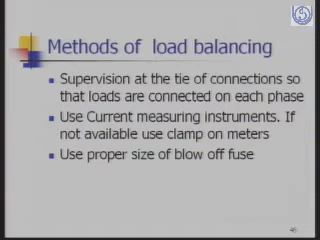 Methods of load balancing
Supervision at the tie of connections so
that loads are connected on each phase
Use Current measuring instruments. If
not available use clamp on meters
Use proper size of blow off fuse
46